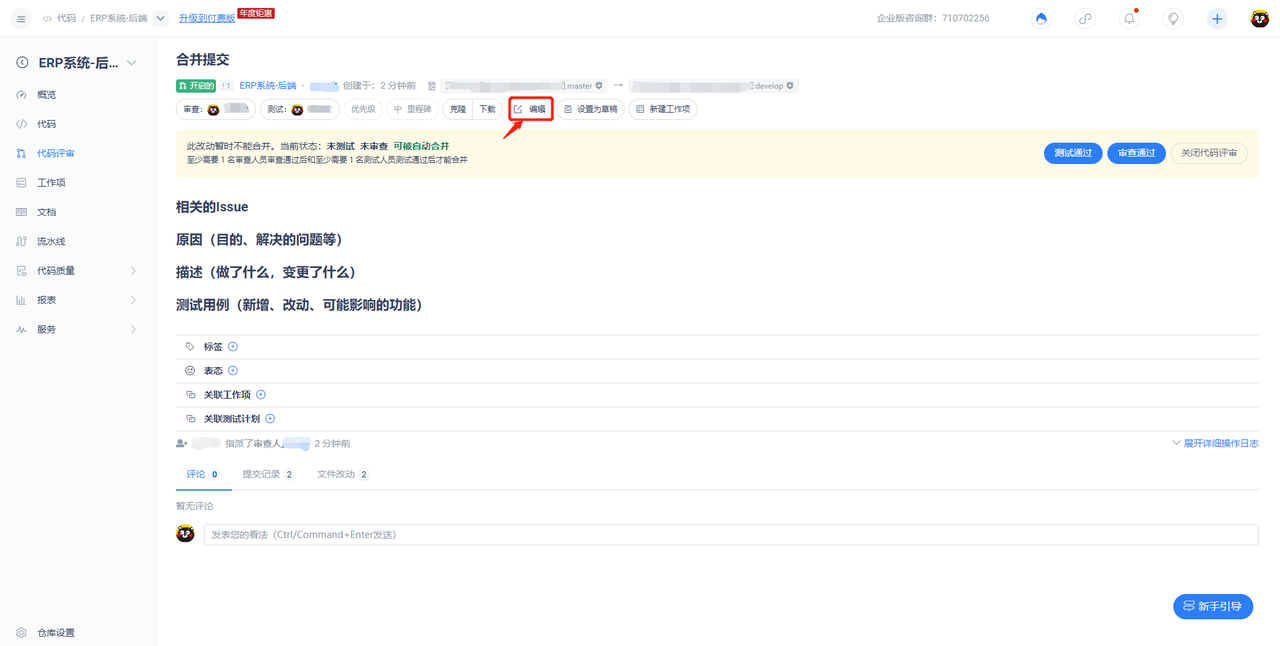 代码 / ERP系统-后端 升级到付费版 年度钜惠 企业版咨询群：710702256
ERP系统-后...
概览
代码
代码评审
工作项
文档
流水线
代码质量
报表
服务
仓库设置
合并提交
开启的 !1 ERP系统-后端 - 创建于：2 分钟前 :master → develop
审查： 测试： 优先级 里程碑 克隆 下载 编辑 设置为草稿 新建工作项
此改动暂时不能合并。当前状态：未测试 未审查 可被自动合并
至少需要 1 名审查人员审查通过后和至少需要 1 名测试人员测试通过后才能合并
测试通过 审查通过 关闭代码评审
相关的Issue
原因（目的、解决的问题等）
描述（做了什么，变更了什么）
测试用例（新增、改动、可能影响的功能）
标签
表态
关联工作项
关联测试计划
指派了审查人 2 分钟前 展开详细操作日志
评论 0 提交记录 2 文件改动 2
暂无评论
发表您的看法（Ctrl/Command+Enter发送）
新手引导